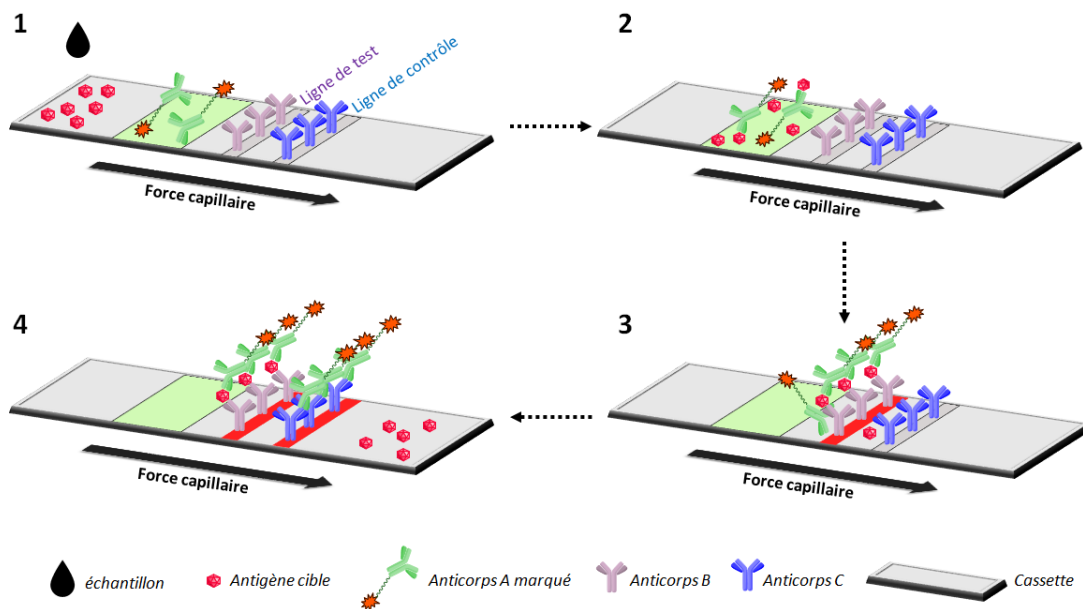 1
Ligne de test
Ligne de contrôle
Force capillaire
2
Force capillaire
4
Force capillaire
3
Force capillaire
échantillon
Antigène cible
Anticorps A marqué
Anticorps B
Anticorps C
Cassette